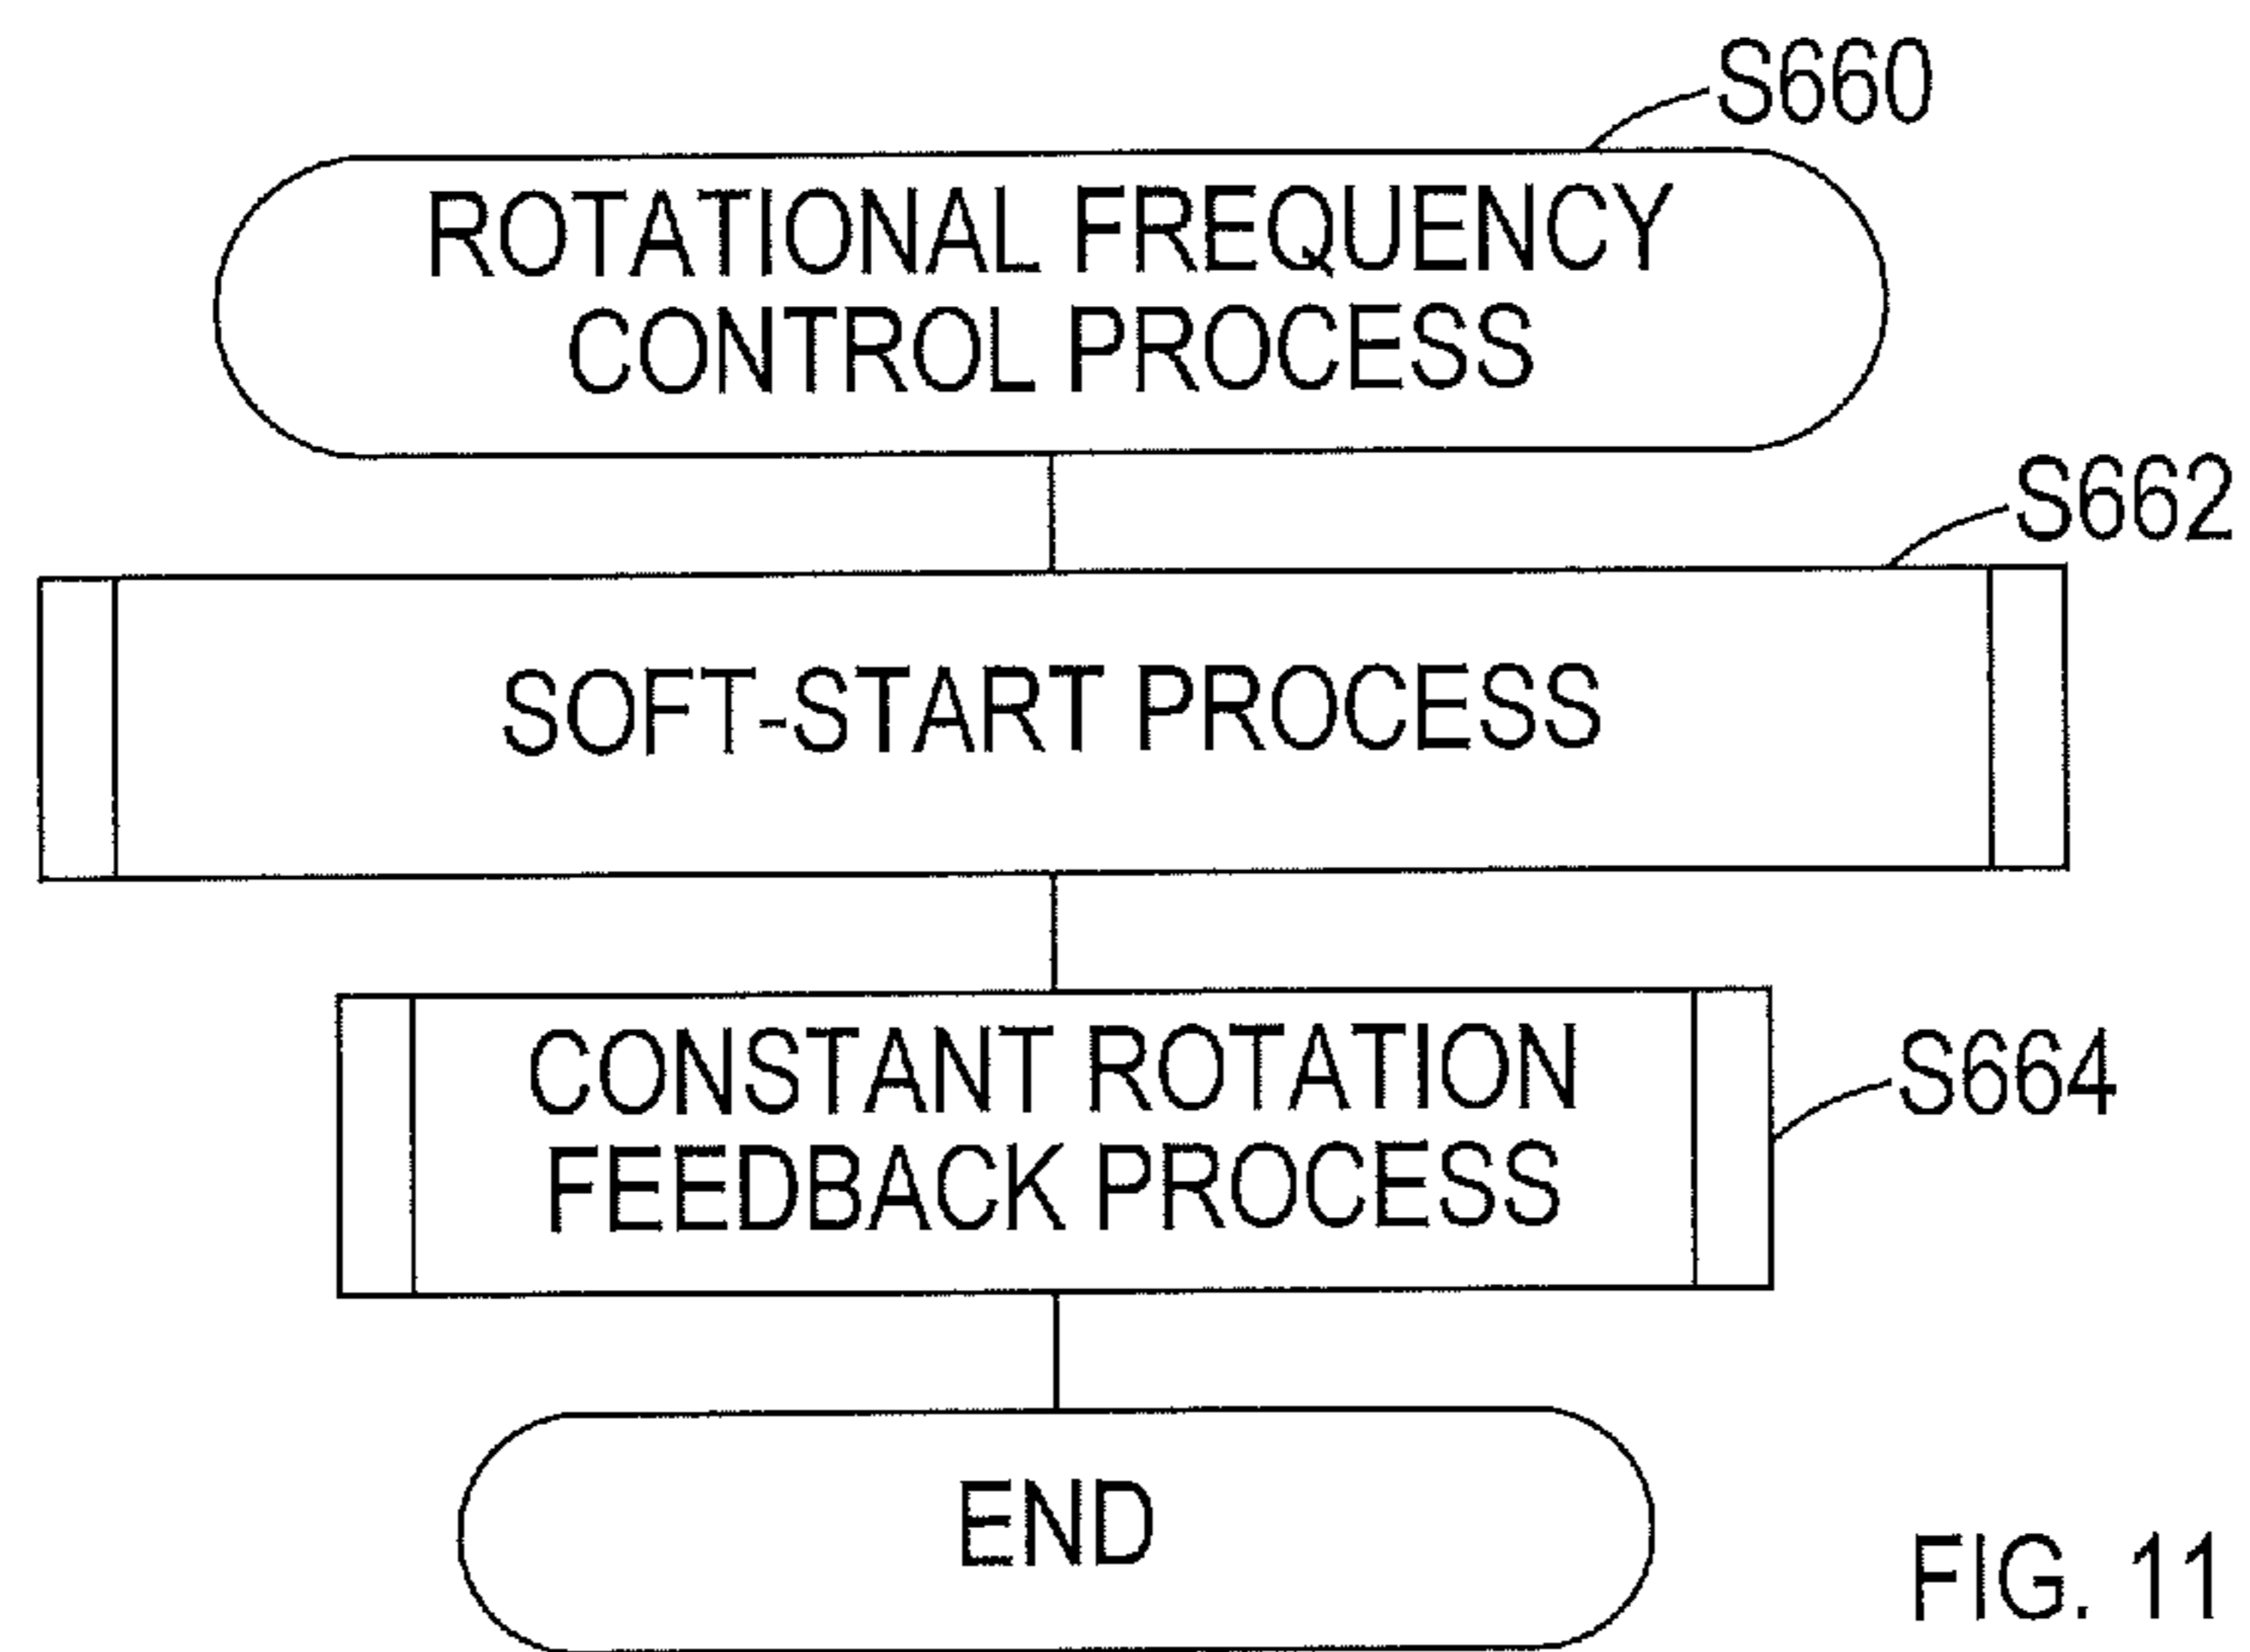 S660
ROTATIONAL FREQUENCY
CONTROL PROCESS
S662
SOFT-START PROCESS
CONSTANT ROTATION
FEEDBACK PROCESS
S664
END
FIG. 11